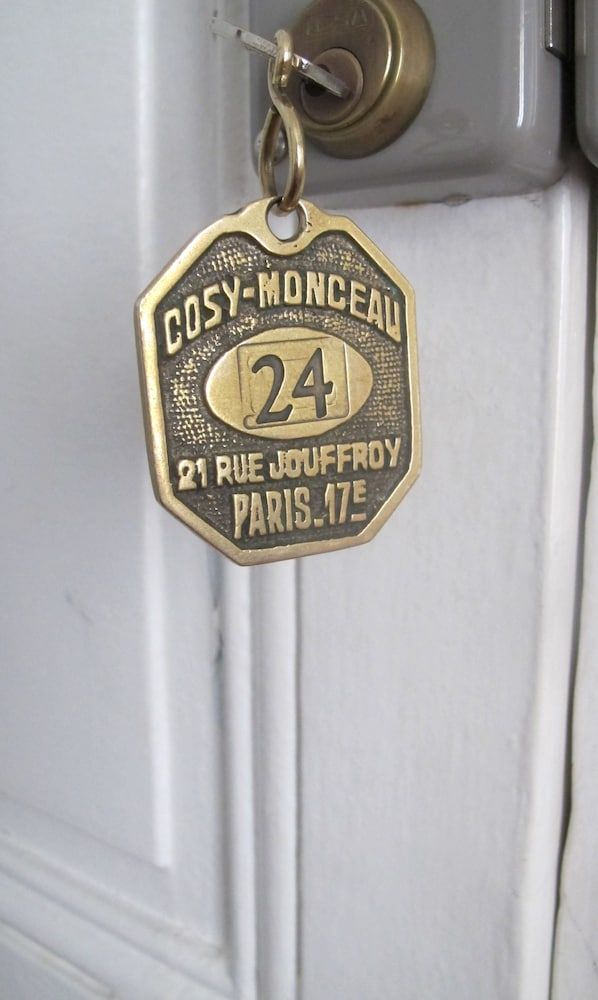 COSY-MONCEAU
24
21 RUE JOUFFROY
PARIS_17E